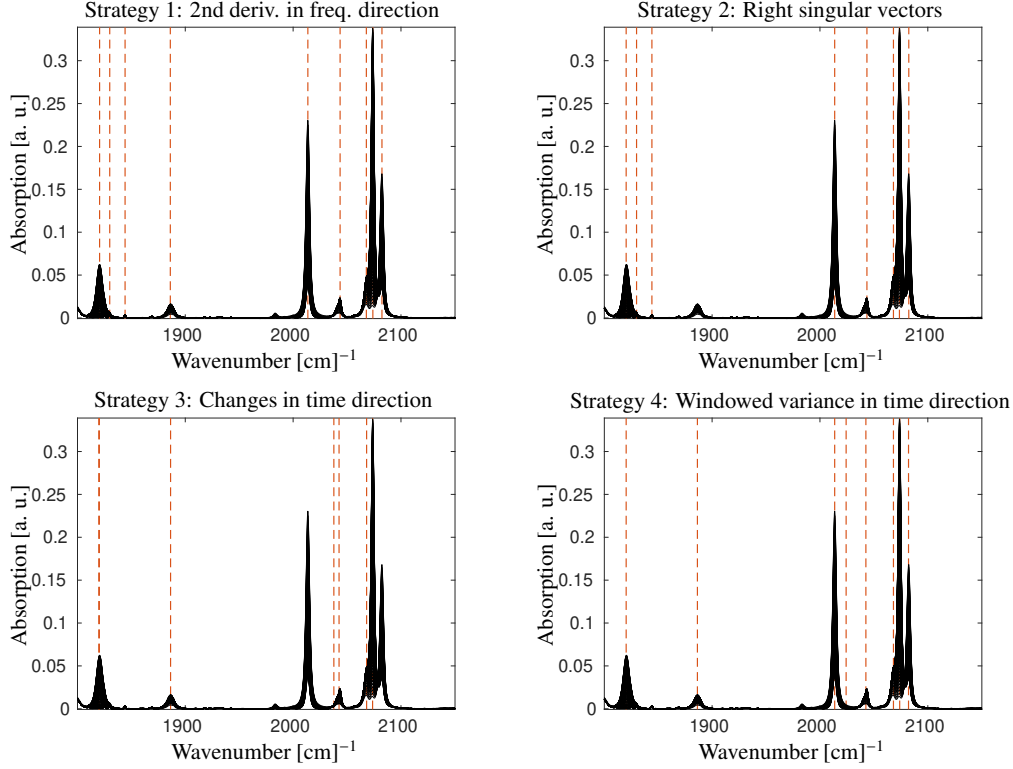 Strategy 1: 2nd deriv. in freq. direction
0.3
0.25
0.2
0.15
0.1
0.05
0
Absorption [a. u.]
1900 2000 2100
Wavenumber [cm]⁻¹
Strategy 2: Right singular vectors
0.3
0.25
0.2
0.15
0.1
0.05
0
Absorption [a. u.]
1900 2000 2100
Wavenumber [cm]⁻¹
Strategy 3: Changes in time direction
0.3
0.25
0.2
0.15
0.1
0.05
0
Absorption [a. u.]
1900 2000 2100
Wavenumber [cm]⁻¹
Strategy 4: Windowed variance in time direction
0.3
0.25
0.2
0.15
0.1
0.05
0
Absorption [a. u.]
1900 2000 2100
Wavenumber [cm]⁻¹